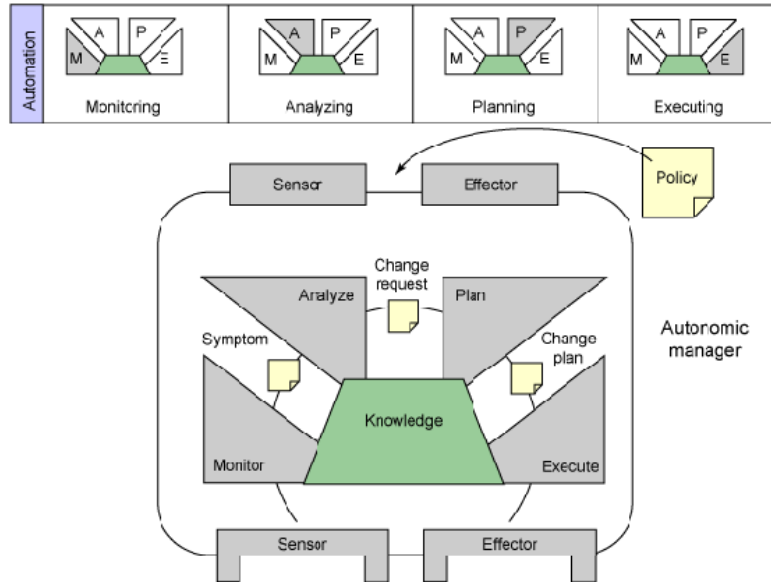 Automation
A P
M E
Monitoring
A P
M E
Analyzing
A P
M E
Planning
A P
M E
Executing
Sensor
Effector
Policy
Change
request
Analyze
Plan
Symptom
Change
plan
Autonomic
manager
Knowledge
Monitor
Execute
Sensor
Effector